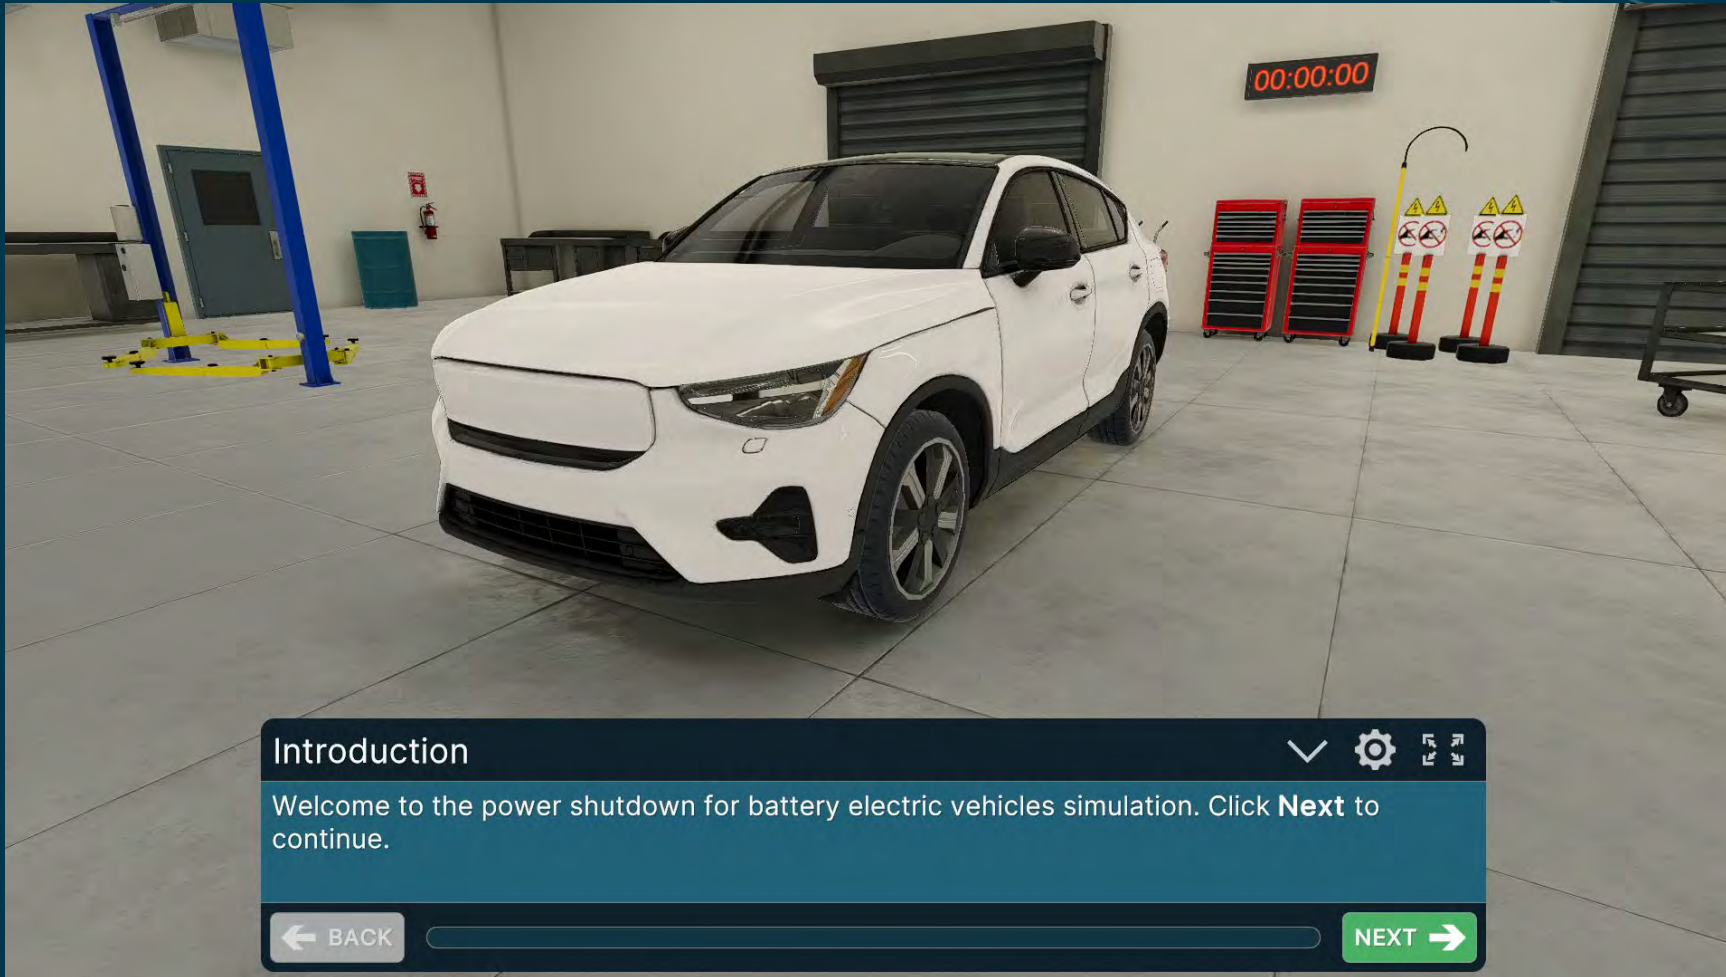 00:00:00
Introduction
Welcome to the power shutdown for battery electric vehicles simulation. Click Next to
continue.
BACK
NEXT